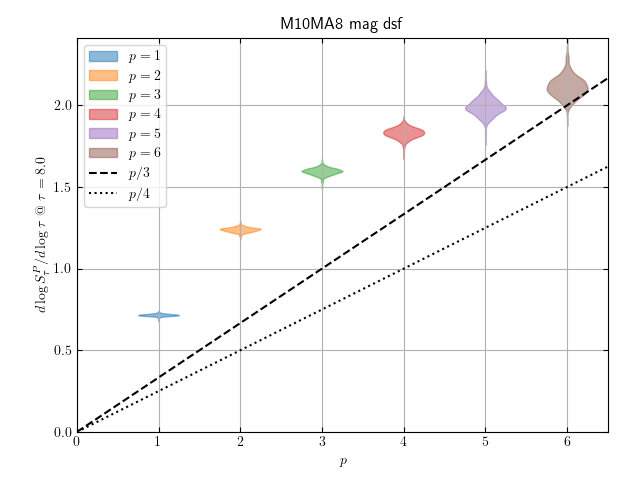 M10MA8 mag dsf
p = 1
p = 2
p = 3
p = 4
p = 5
p = 6
p/3
p/4
d log S_τ^P / d log τ @ τ = 8.0
2.0
1.5
1.0
0.5
0.0
0 1 2 3 4 5 6
p